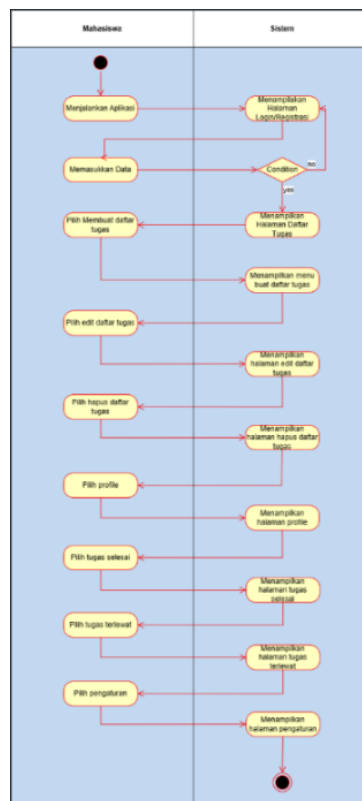 Mahasiswa
Sistem
Menjalankan Aplikasi
Menampilakan
Halaman
Login/Registrasi
Memasukkan Data
Condition
no
yes
Pilih Membuat daftar
tugas
Menampilkan
Halaman Daftar
Tugas
Menampilkan menu
buat daftar tugas
Pilih edit daftar tugas
Menampilkan
halaman edit daftar
tugas
Pilih hapus daftar
tugas
Menampilkan
halaman hapus daftar
tugas
Pilih profile
Menampilkan
halaman profile
Pilih tugas selesai
Menampilkan
halaman tugas
selesai
Pilih tugas terlewat
Menampilkan
halaman tugas
terlewat
Pilih pengaturan
Menampilkan
halaman pengaturan